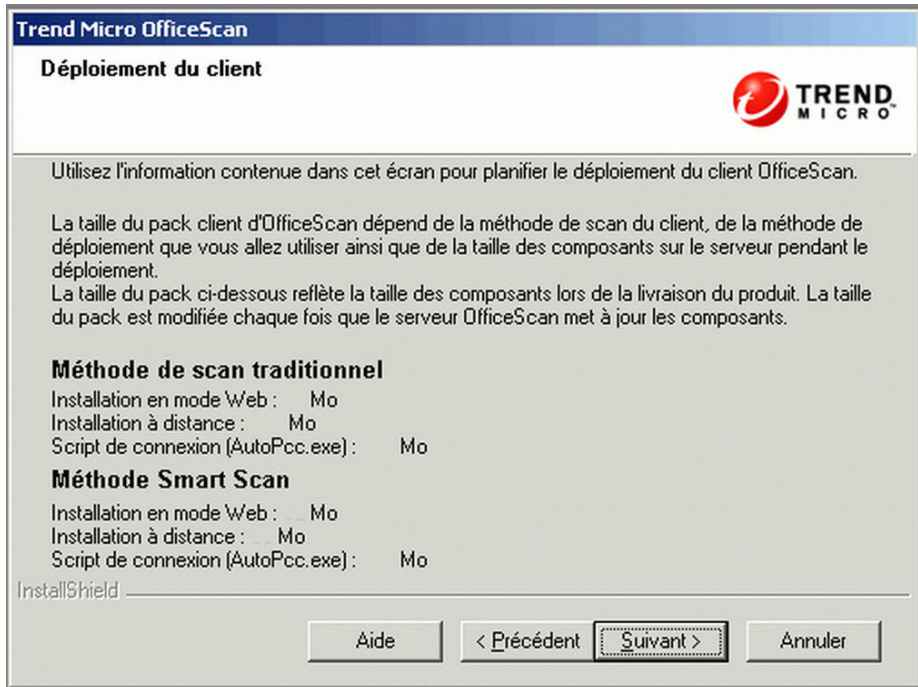 Trend Micro OfficeScan
Déploiement du client
TREND
MICRO
Utilisez l'information contenue dans cet écran pour planifier le déploiement du client OfficeScan.
La taille du pack client d'OfficeScan dépend de la méthode de scan du client, de la méthode de
déploiement que vous allez utiliser ainsi que de la taille des composants sur le serveur pendant le
déploiement.
La taille du pack ci-dessous reflète la taille des composants lors de la livraison du produit. La taille
du pack est modifiée chaque fois que le serveur OfficeScan met à jour les composants.
Méthode de scan traditionnel
Installation en mode Web : Mo
Installation à distance : Mo
Script de connexion (AutoPcc.exe) : Mo
Méthode Smart Scan
Installation en mode Web : Mo
Installation à distance : Mo
Script de connexion (AutoPcc.exe) : Mo
InstallShield
Aide
< Précédent
Suivant >
Annuler